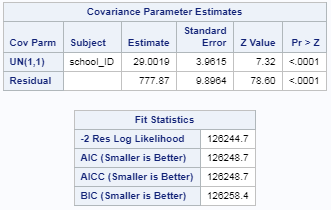 Covariance Parameter Estimates
Cov Parm Subject Estimate Standard Error Z Value Pr > Z
UN(1,1) school_ID 29.0019 3.9615 7.32 <.0001
Residual 777.87 9.8964 78.60 <.0001
Fit Statistics
-2 Res Log Likelihood 126244.7
AIC (Smaller is Better) 126248.7
AICC (Smaller is Better) 126248.7
BIC (Smaller is Better) 126258.4